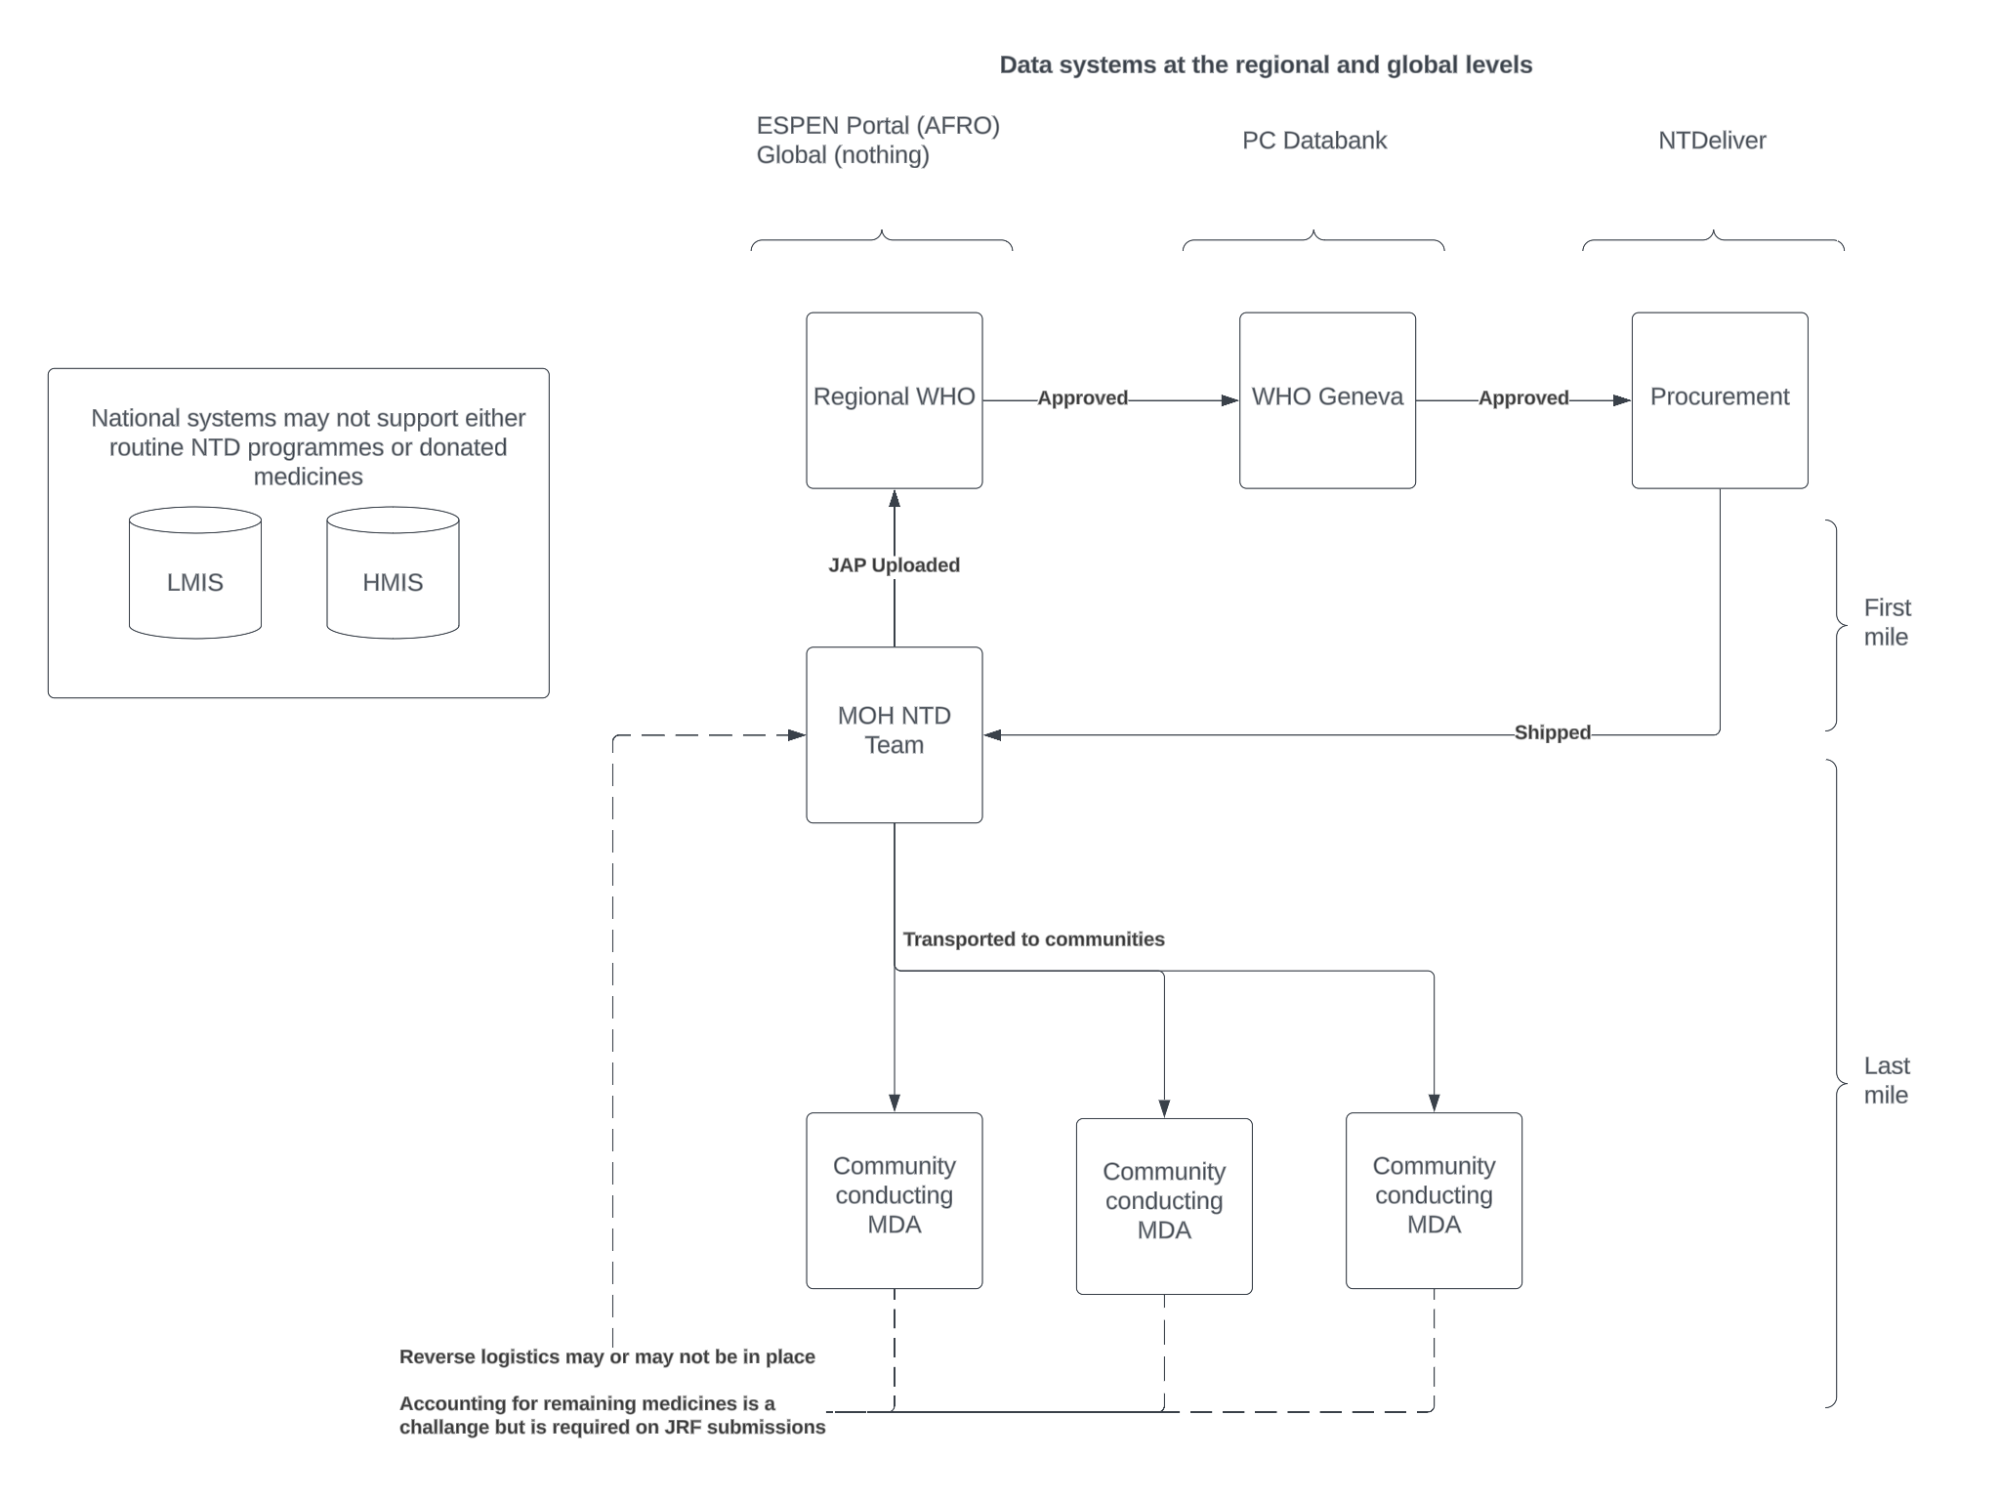 Data systems at the regional and global levels
ESPEN Portal (AFRO)
Global (nothing)
PC Databank
NTDeliver
National systems may not support either
routine NTD programmes or donated
medicines
LMIS
HMIS
Regional WHO
Approved
WHO Geneva
Approved
Procurement
JAP Uploaded
First
mile
MOH NTD
Team
Shipped
Transported to communities
Last
mile
Community
conducting
MDA
Community
conducting
MDA
Community
conducting
MDA
Reverse logistics may or may not be in place
Accounting for remaining medicines is a
challange but is required on JRF submissions